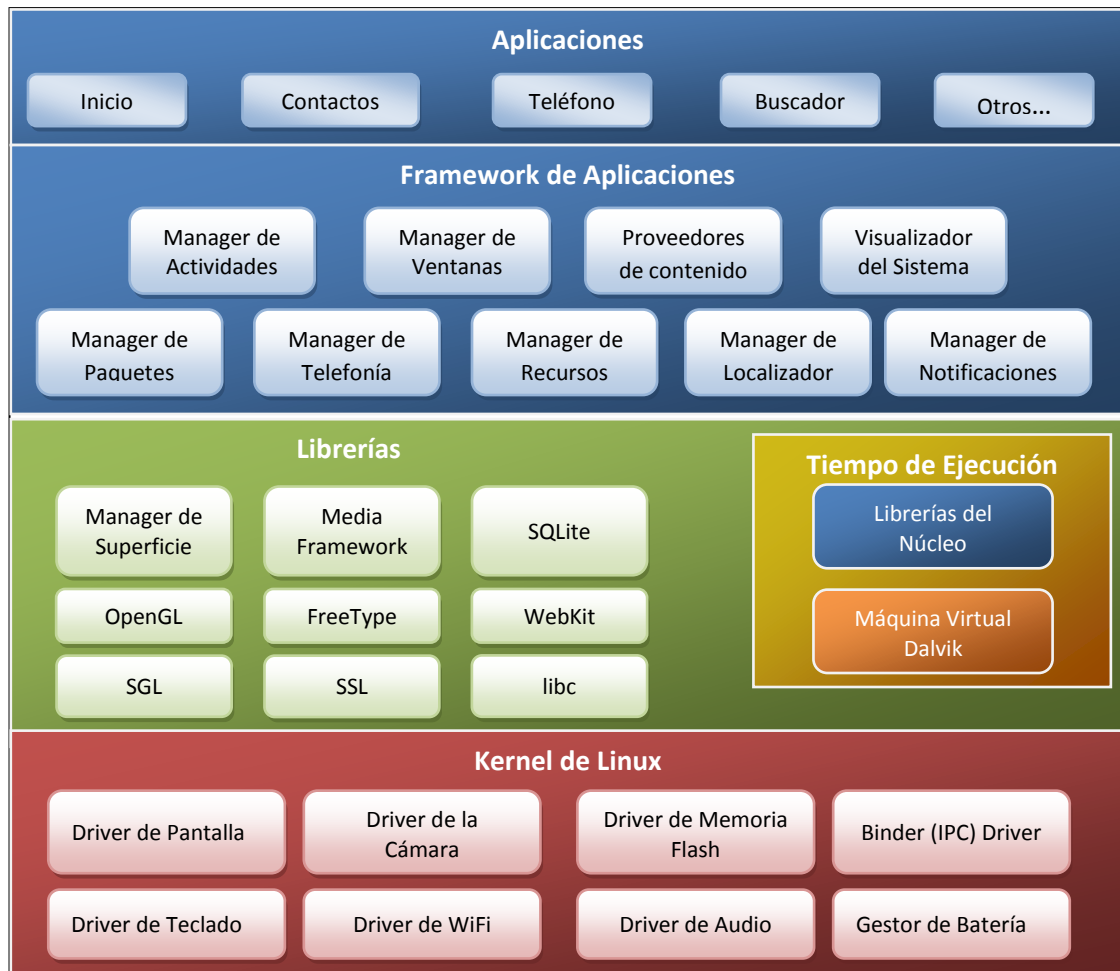 Aplicaciones
Inicio
Contactos
Teléfono
Buscador
Otros...
Framework de Aplicaciones
Manager de
Actividades
Manager de
Ventanas
Proveedores
de contenido
Visualizador
del Sistema
Manager de
Paquetes
Manager de
Telefonía
Manager de
Recursos
Manager de
Localizador
Manager de
Notificaciones
Librerías
Manager de
Superficie
Media
Framework
SQLite
OpenGL
FreeType
WebKit
SGL
SSL
libc
Tiempo de Ejecución
Librerías del
Núcleo
Máquina Virtual
Dalvik
Kernel de Linux
Driver de Pantalla
Driver de la
Cámara
Driver de Memoria
Flash
Binder (IPC) Driver
Driver de Teclado
Driver de WiFi
Driver de Audio
Gestor de Batería